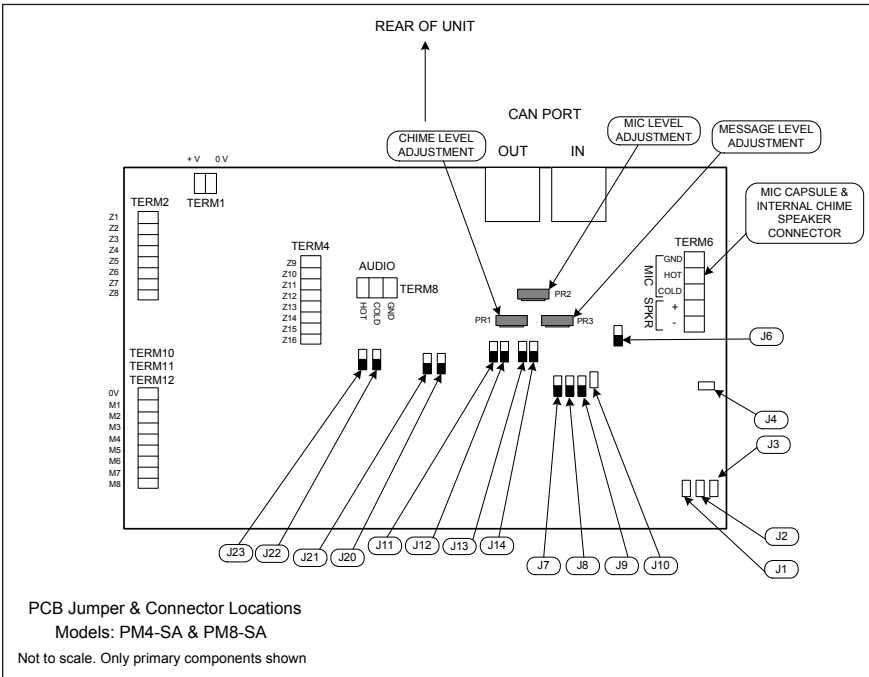 REAR OF UNIT
CAN PORT
OUT
IN
CHIME LEVEL
ADJUSTMENT
MIC LEVEL
ADJUSTMENT
MESSAGE LEVEL
ADJUSTMENT
MIC CAPSULE &
INTERNAL CHIME
SPEAKER
CONNECTOR
+ V
0 V
TERM1
TERM2
Z1
Z2
Z3
Z4
Z5
Z6
Z7
Z8
TERM4
Z9
Z10
Z11
Z12
Z13
Z14
Z15
Z16
AUDIO
TERM8
HOT
COLD
GND
PR1
PR2
PR3
TERM6
MIC
GND
HOT
COLD
SPKR
+
-
TERM10
TERM11
TERM12
0V
M1
M2
M3
M4
M5
M6
M7
M8
J6
J4
J3
J2
J1
J23
J22
J21
J20
J11
J12
J13
J14
J7
J8
J9
J10
PCB Jumper & Connector Locations
Models: PM4-SA & PM8-SA
Not to scale. Only primary components shown